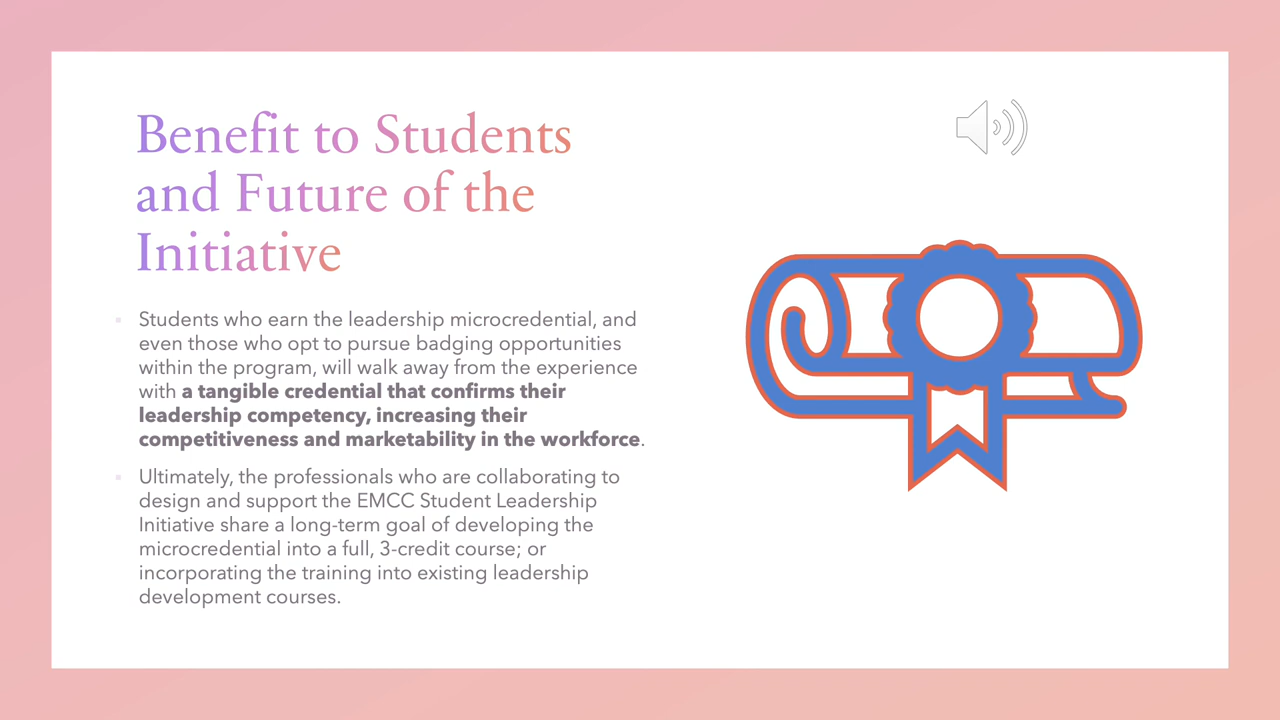 Benefit to Students
and Future of the
Initiative
Students who earn the leadership microcredential, and
even those who opt to pursue badging opportunities
within the program, will walk away from the experience
with a tangible credential that confirms their
leadership competency, increasing their
competitiveness and marketability in the workforce.
Ultimately, the professionals who are collaborating to
design and support the EMCC Student Leadership
Initiative share a long-term goal of developing the
microcredential into a full, 3-credit course; or
incorporating the training into existing leadership
development courses.